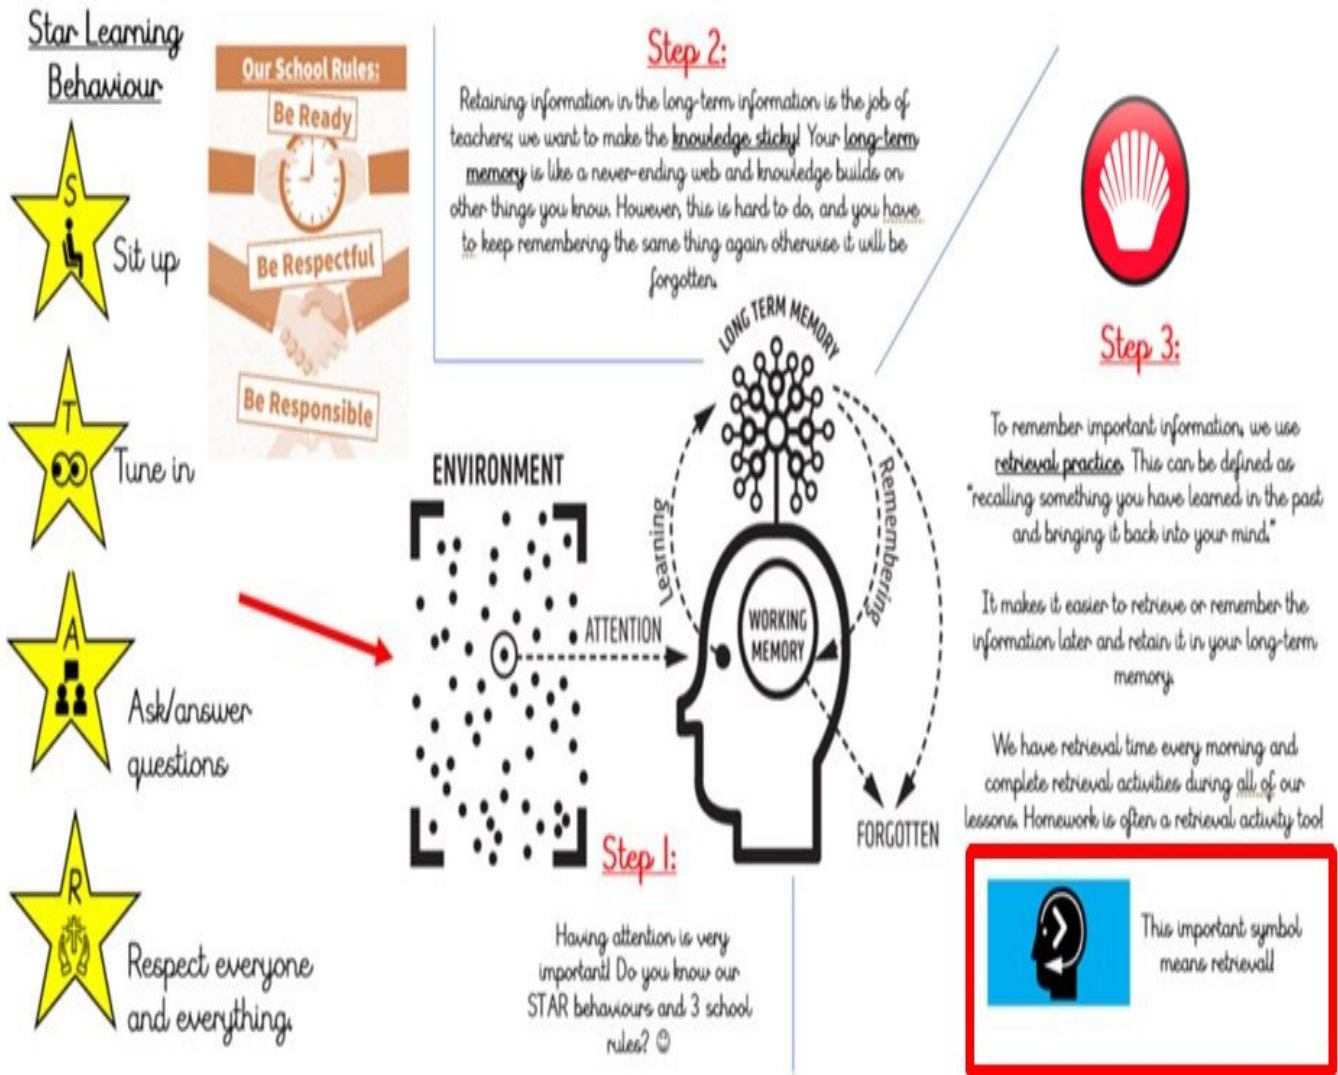 Star Learning
Behaviour
S
Sit up
T
Tune in
A
Ask/answer
questions
R
Respect everyone
and everything.
Our School Rules:
Be Ready
Be Respectful
Be Responsible
Step 2:
Retaining information in the long-term information is the job of
teachers; we want to make the knowledge sticky! Your long-term
memory is like a never-ending web and knowledge builds on
other things you know. However, this is hard to do, and you have
to keep remembering the same thing again otherwise it will be
forgotten.
ENVIRONMENT
ATTENTION
Learning
LONG TERM MEMORY
Remembering
WORKING
MEMORY
FORGOTTEN
Step 1:
Having attention is very
important! Do you know our
STAR behaviours and 3 school
rules? ☺
Step 3:
To remember important information, we use
retrieval practice. This can be defined as
"recalling something you have learned in the past
and bringing it back into your mind."
It makes it easier to retrieve or remember the
information later and retain it in your long-term
memory.
We have retrieval time every morning and
complete retrieval activities during all of our
lessons. Homework is often a retrieval activity too!
This important symbol
means retrieval!